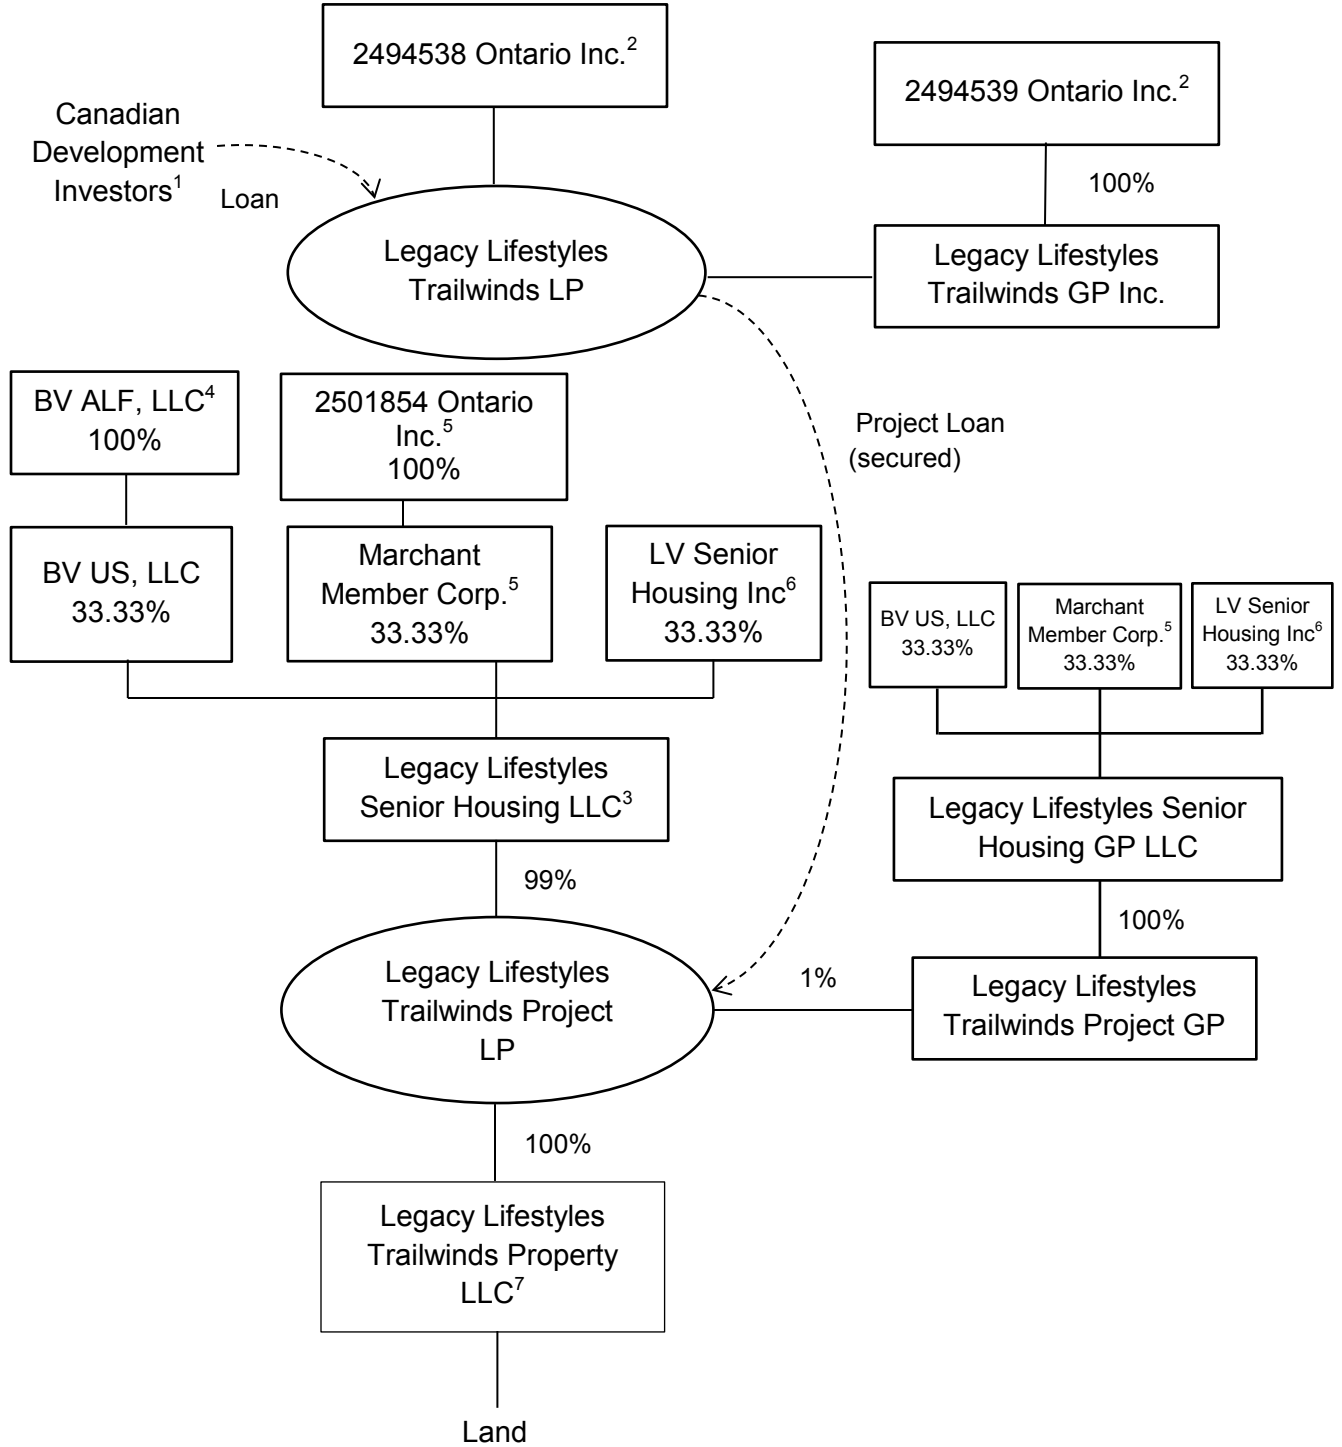 2494538 Ontario Inc.²
2494539 Ontario Inc.²
Canadian
Development
Investors¹
Loan
100%
Legacy Lifestyles
Trailwinds LP
Legacy Lifestyles
Trailwinds GP Inc.
BV ALF, LLC⁴
100%
2501854 Ontario
Inc.⁵
100%
Project Loan
(secured)
BV US, LLC
33.33%
Marchant
Member Corp.⁵
33.33%
LV Senior
Housing Inc⁶
33.33%
BV US, LLC
33.33%
Marchant
Member Corp.⁵
33.33%
LV Senior
Housing Inc⁶
33.33%
Legacy Lifestyles
Senior Housing LLC³
Legacy Lifestyles Senior
Housing GP LLC
99%
100%
Legacy Lifestyles
Trailwinds Project
LP
1%
Legacy Lifestyles
Trailwinds Project GP
100%
Legacy Lifestyles
Trailwinds Property
LLC⁷
Land